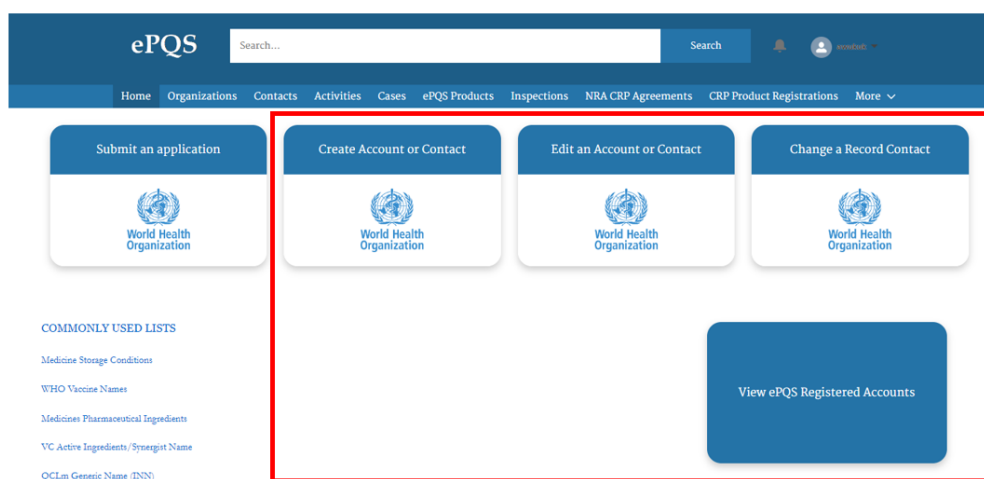 ePQS
Search...
Search
Home Organizations Contacts Activities Cases ePQS Products Inspections NRA CRP Agreements CRP Product Registrations More
Submit an application
Create Account or Contact
Edit an Account or Contact
Change a Record Contact
World Health
Organization
World Health
Organization
World Health
Organization
World Health
Organization
COMMONLY USED LISTS
Medicine Storage Conditions
WHO Vaccine Names
Medicines Pharmaceutical Ingredients
VC Active Ingredients/Synergist Name
OCLm Generic Name (INN)
View ePQS Registered Accounts